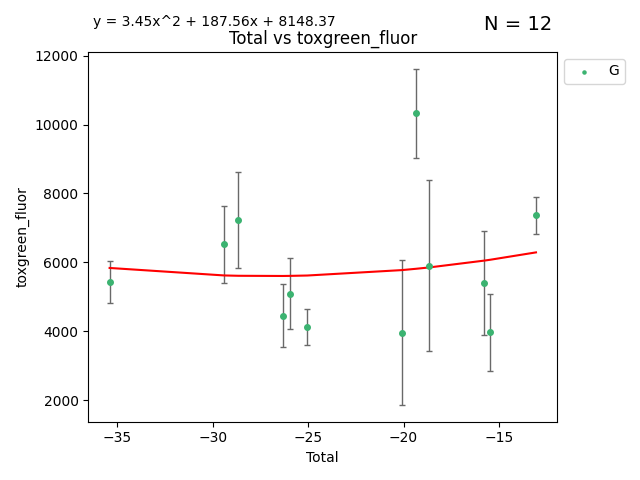 y = 3.45x^2 + 187.56x + 8148.37
N = 12
Total vs toxgreen_fluor
G
12000
10000
8000
6000
4000
2000
toxgreen_fluor
−35
−30
−25
−20
−15
Total